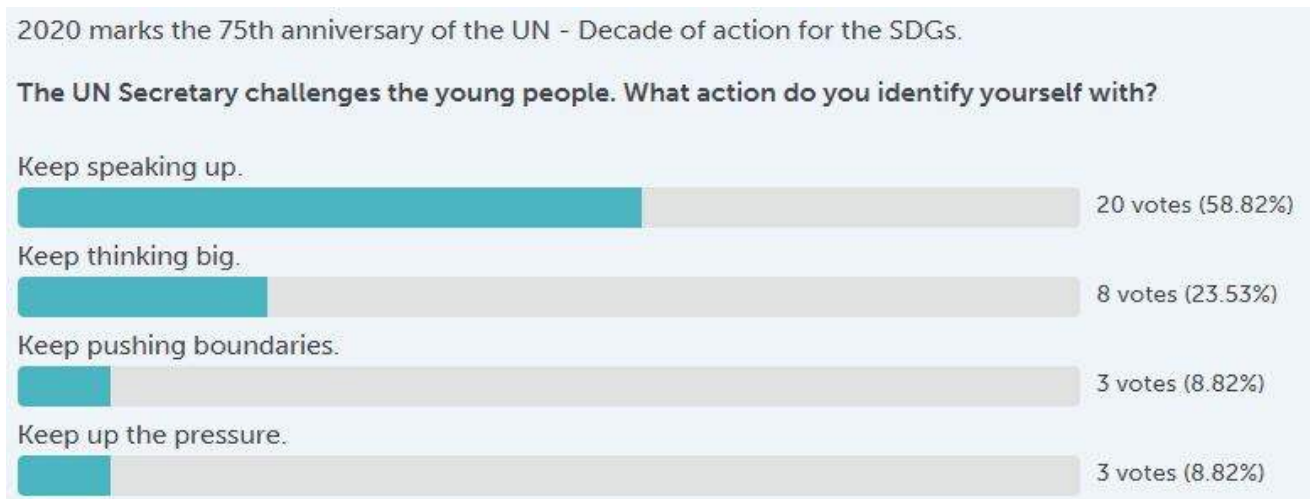 2020 marks the 75th anniversary of the UN - Decade of action for the SDGs.
The UN Secretary challenges the young people. What action do you identify yourself with?
Keep speaking up.
20 votes (58.82%)
Keep thinking big.
8 votes (23.53%)
Keep pushing boundaries.
3 votes (8.82%)
Keep up the pressure.
3 votes (8.82%)